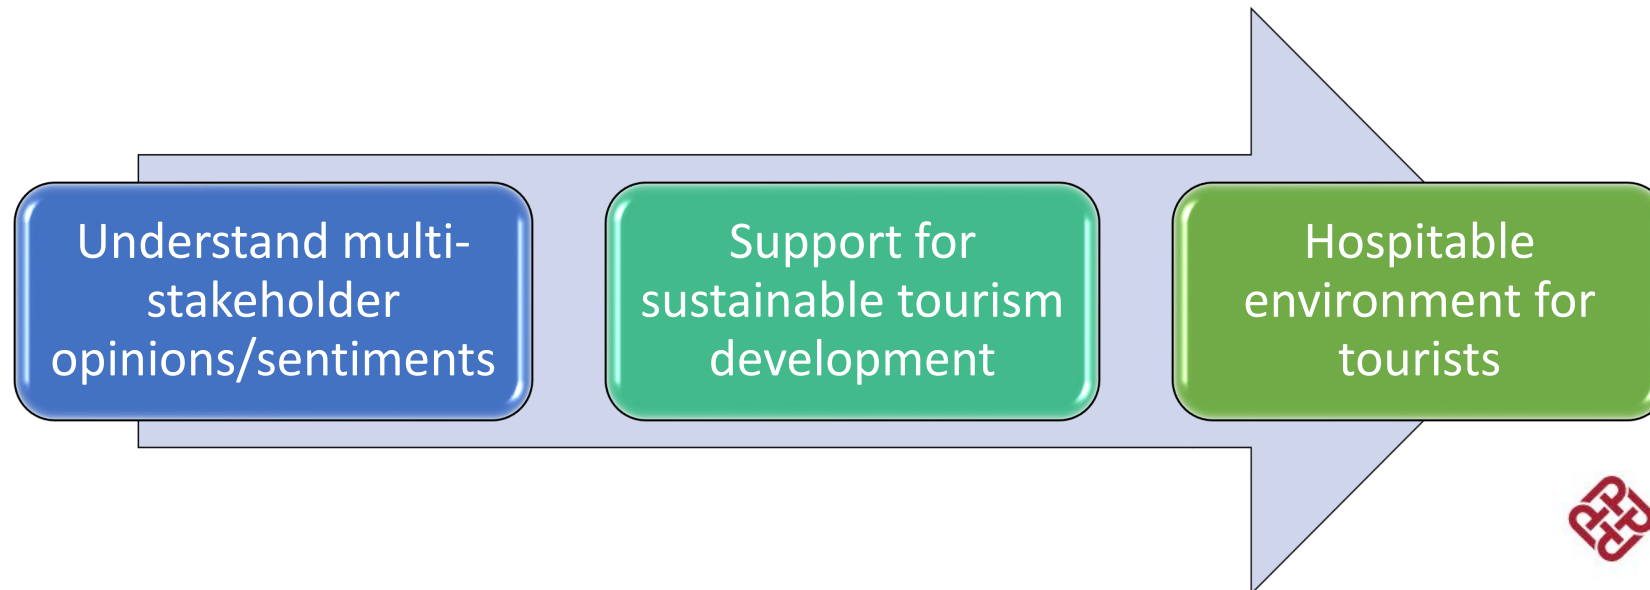 Understand multi-
stakeholder
opinions/sentiments
Support for
sustainable tourism
development
Hospitable
environment for
tourists